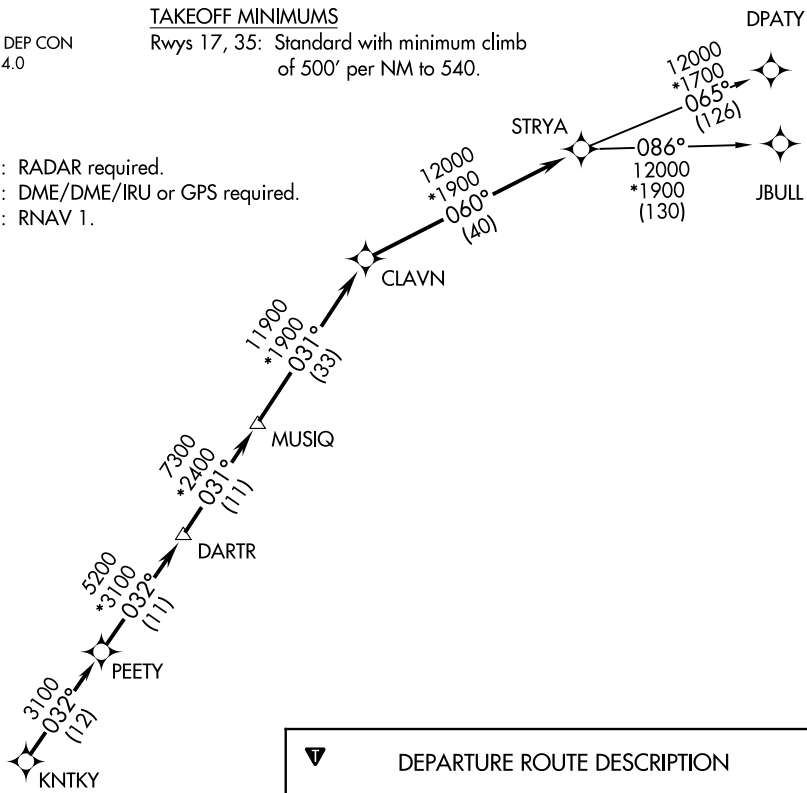 TAKEOFF MINIMUMS
Rwys 17, 35: Standard with minimum climb
of 500' per NM to 540.
DEP CON
4.0
: RADAR required.
: DME/DME/IRU or GPS required.
: RNAV 1.
DPATY
12000
*1700
065°
(126)
STRYA
086°
12000
*1900
(130)
JBULL
12000
*1900
060°
(40)
CLAVN
11900
*1900
031°
(33)
MUSIQ
7300
*2400
031°
(11)
DARTR
5200
*3100
032°
(11)
PEETY
3100
032°
(12)
KNTKY
T
DEPARTURE ROUTE DESCRIPTION